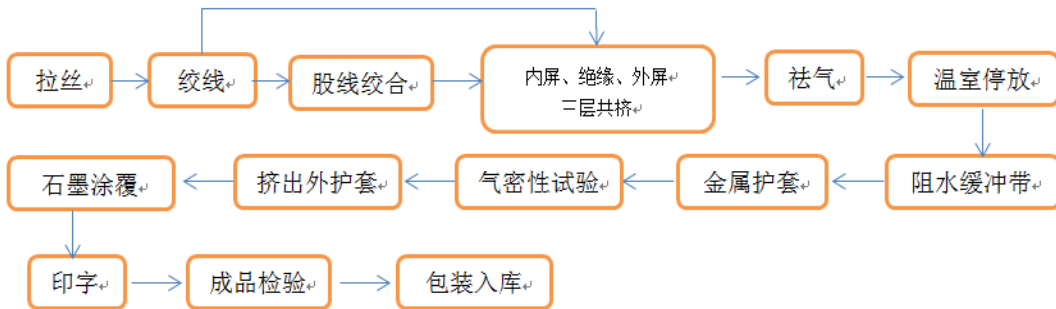 拉丝
绞线
股线绞合
内屏、绝缘、外屏
三层共挤
祛气
温室停放
阻水缓冲带
金属护套
气密性试验
挤出外护套
石墨涂覆
印字
成品检验
包装入库